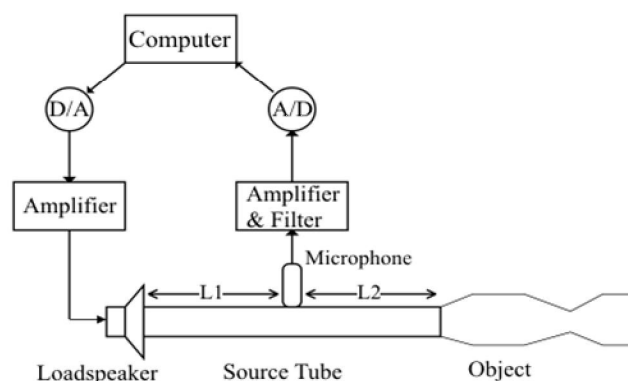 Computer
D/A
A/D
Amplifier
Amplifier
& Filter
Microphone
L1
L2
Loadspeaker
Source Tube
Object